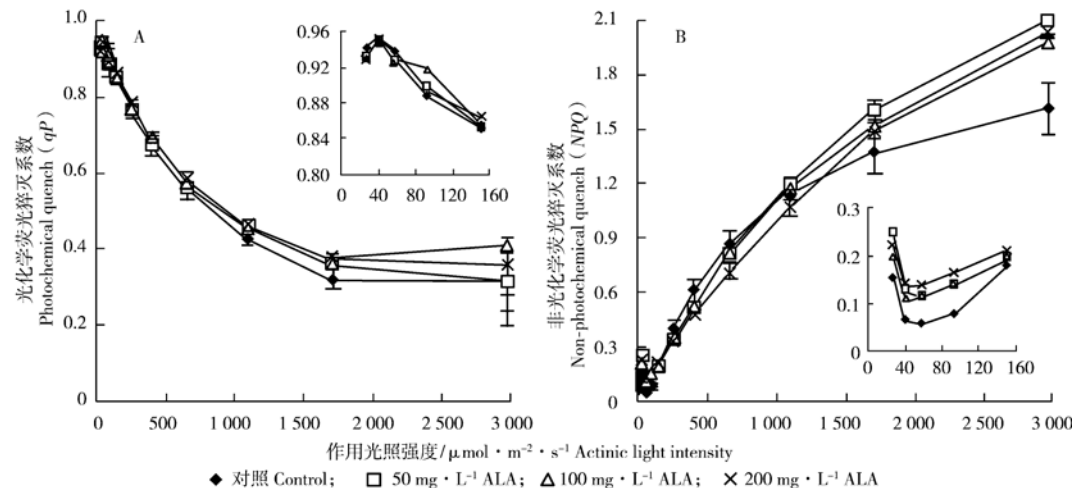 A
光化学荧光猝灭系数
Photochemical quench ( qP )
1.0
0.8
0.6
0.4
0.2
0
0.96
0.92
0.88
0.84
0.80
0 40 80 120 160
0 500 1 000 1 500 2 000 2 500 3 000
B
非光化学荧光猝灭系数
Non-photochemical quench ( NPQ )
2.1
1.8
1.5
1.2
0.9
0.6
0.3
0
0.3
0.2
0.1
0
0 40 80 120 160
0 500 1 000 1 500 2 000 2 500 3 000
作用光照强度/μmol·m⁻²·s⁻¹ Actinic light intensity
◆ 对照 Control; □ 50 mg·L⁻¹ ALA; △ 100 mg·L⁻¹ ALA; × 200 mg·L⁻¹ ALA